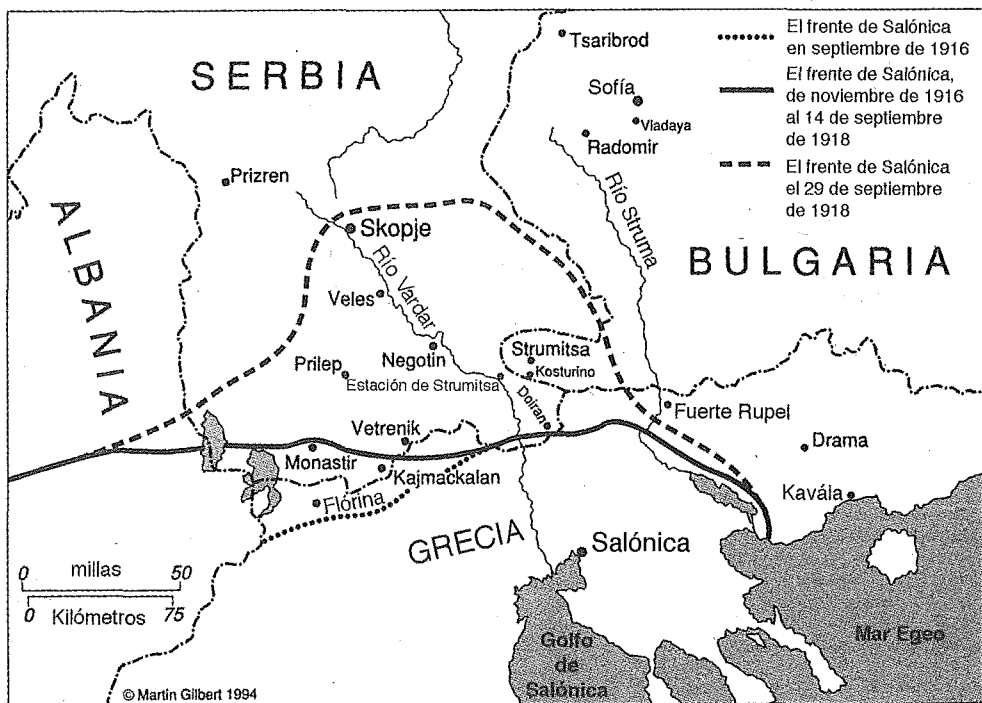 El frente de Salónica
en septiembre de 1916
El frente de Salónica,
de noviembre de 1916
al 14 de septiembre
de 1918
El frente de Salónica
el 29 de septiembre
de 1918
Tsaribrod
SERBIA
Sofía
Vladaya
Radomir
Prizren
Río Struma
ALBANIA
Skopje
BULGARIA
Río Vardar
Veles
Negotin
Strumitsa
Prilep
Kosturino
Estación de Strumitsa
Doiran
Fuerte Rupel
Vetrenik
Drama
Monastir
Kajmackalan
Flórina
Kavála
GRECIA
Salónica
0 millas 50
0 Kilómetros 75
Mar Egeo
Golfo
de
Salónica
© Martin Gilbert 1994